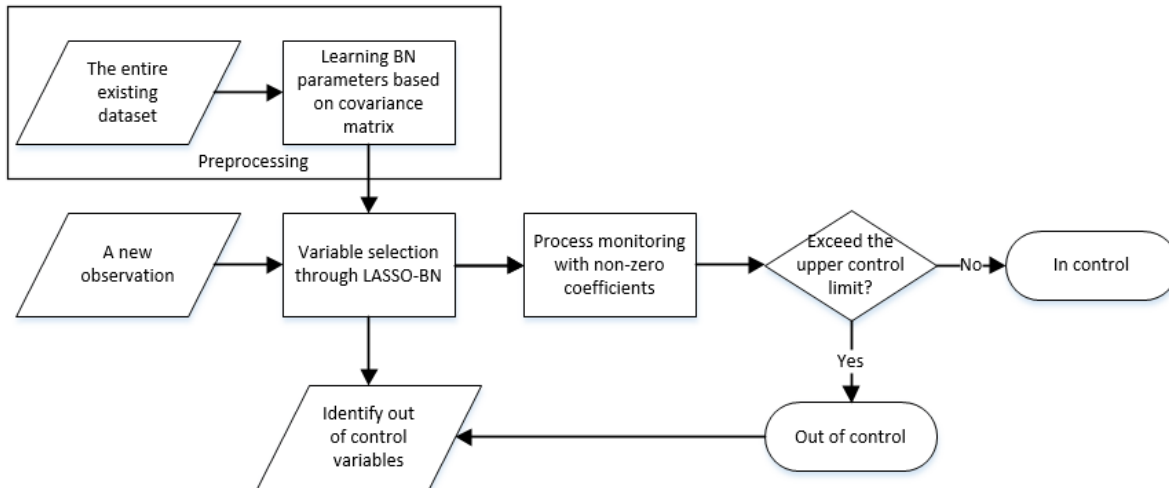 The entire
existing
dataset
Learning BN
parameters based
on covariance
matrix
Preprocessing
A new
observation
Variable selection
through LASSO-BN
Process monitoring
with non-zero
coefficients
Exceed the
upper control
limit?
No
In control
Yes
Identify out
of control
variables
Out of control